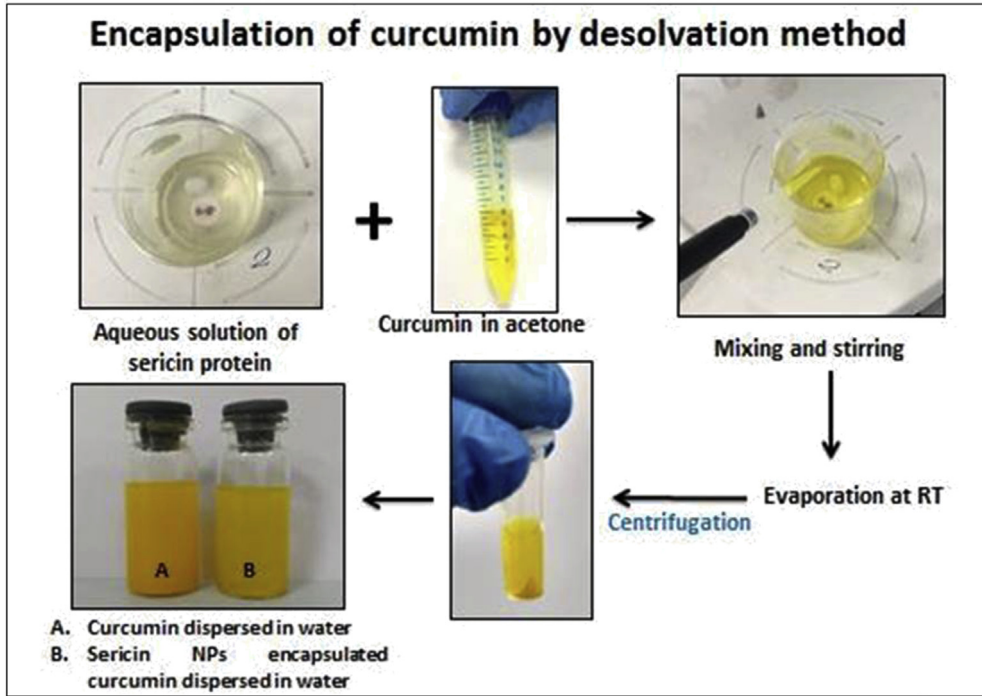 Encapsulation of curcumin by desolvation method
2
+
Aqueous solution of
sericin protein
Curcumin in acetone
Mixing and stirring
Evaporation at RT
Centrifugation
A B
A. Curcumin dispersed in water
B. Sericin NPs encapsulated
curcumin dispersed in water